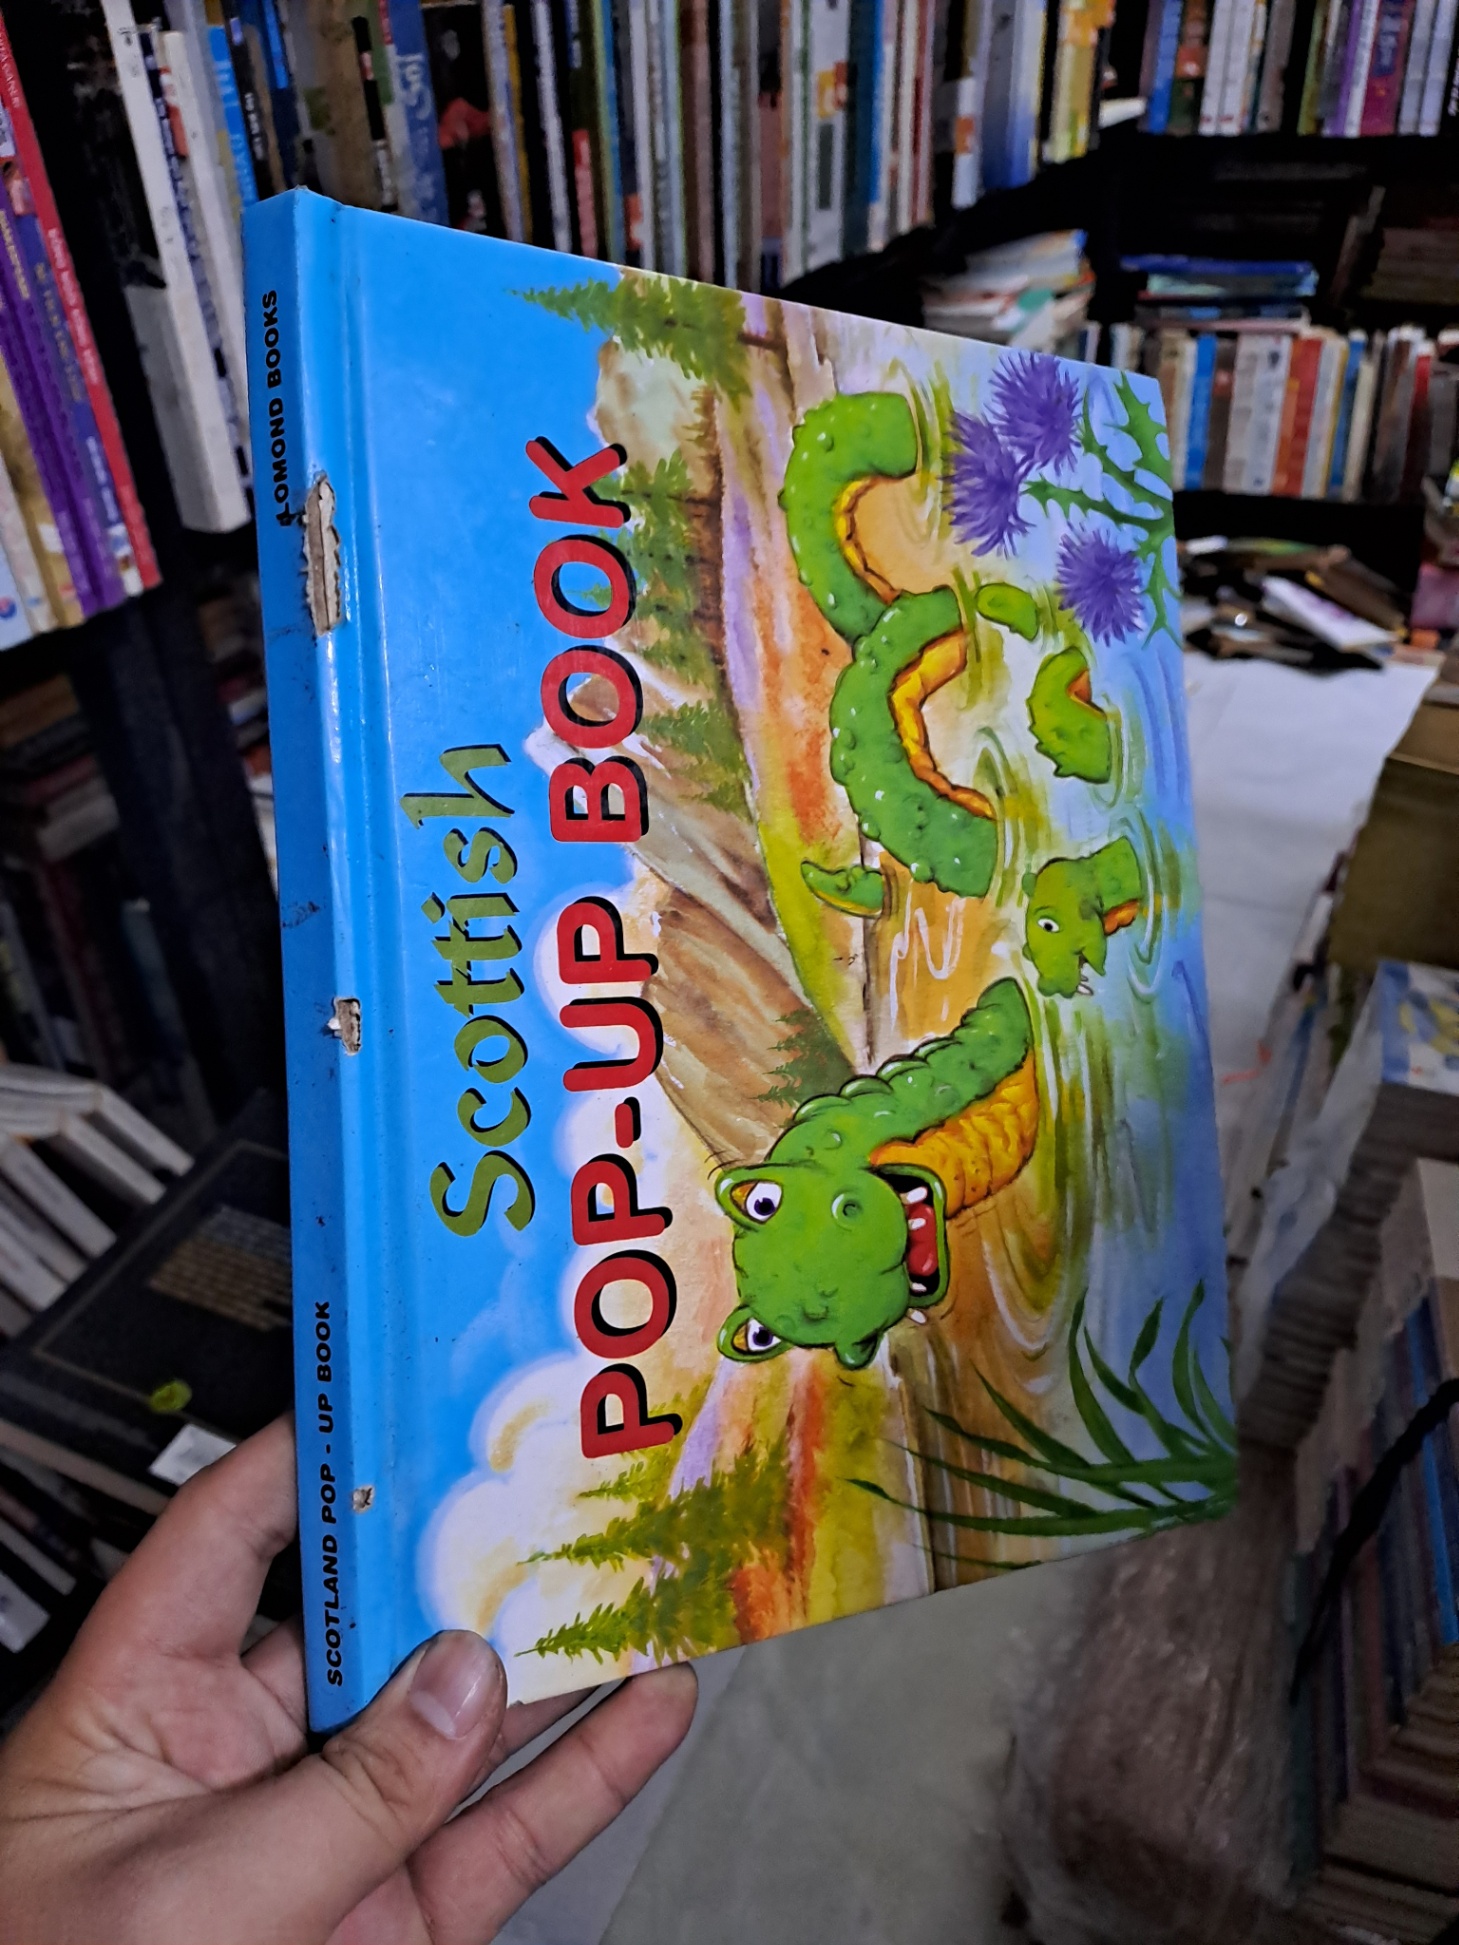 Scottish
POP-UP BOOK
SCOTLAND POP - UP BOOK
LOMOND BOOKS